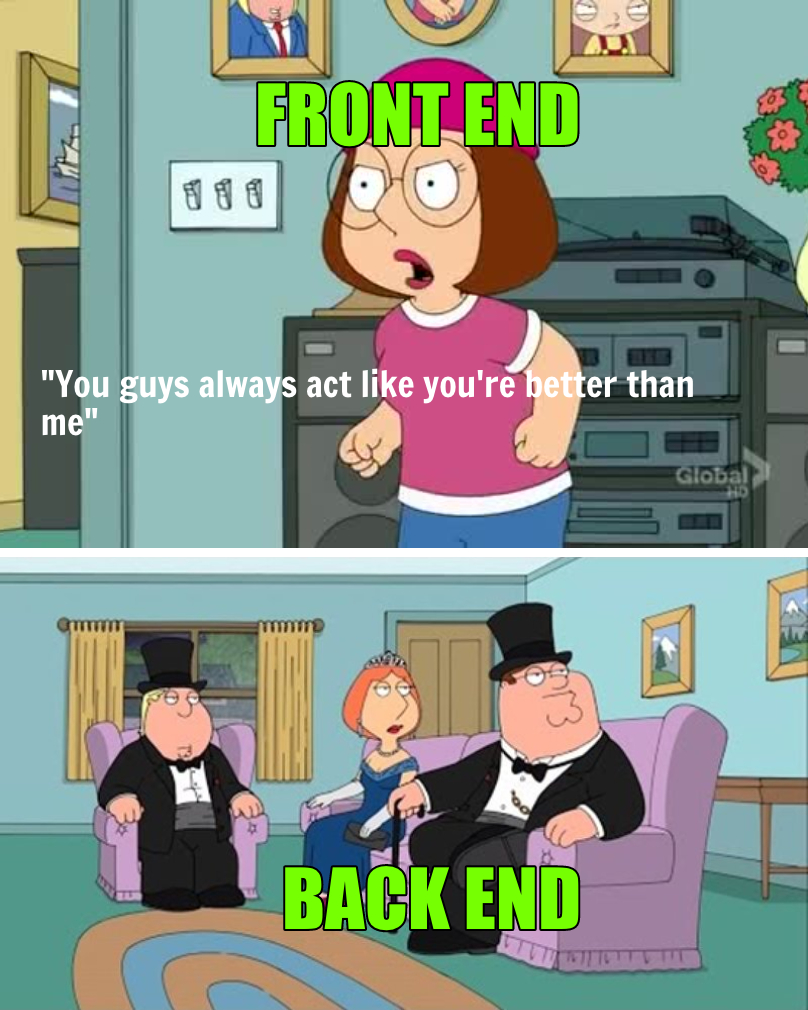 FRONT END
"You guys always act like you're better than
me"
Global
HD
BACK END